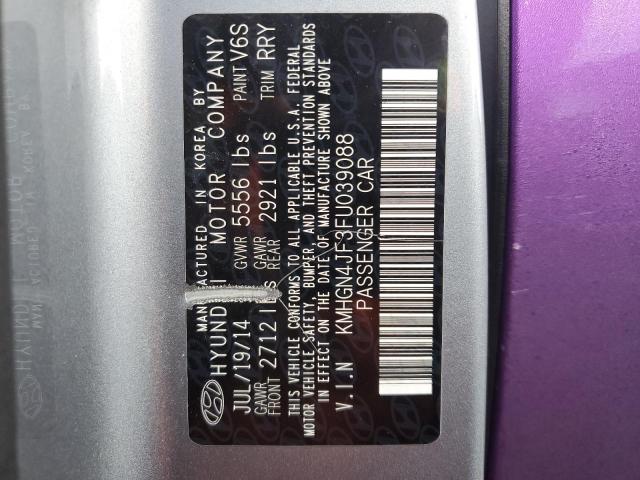 MANUFACTURED IN KOREA BY
HYUNDAI MOTOR COMPANY
JUL/19/14 GVWR 5556 lbs PAINT V6S
GAWR FRONT 2712 lbs GAWR REAR 2921 lbs TRIM RRY
THIS VEHICLE CONFORMS TO ALL APPLICABLE U.S.A. FEDERAL
MOTOR VEHICLE SAFETY, BUMPER, AND THEFT PREVENTION STANDARDS
IN EFFECT ON THE DATE OF MANUFACTURE SHOWN ABOVE
V.I.N KMHGN4JF3FU039088
PASSENGER CAR